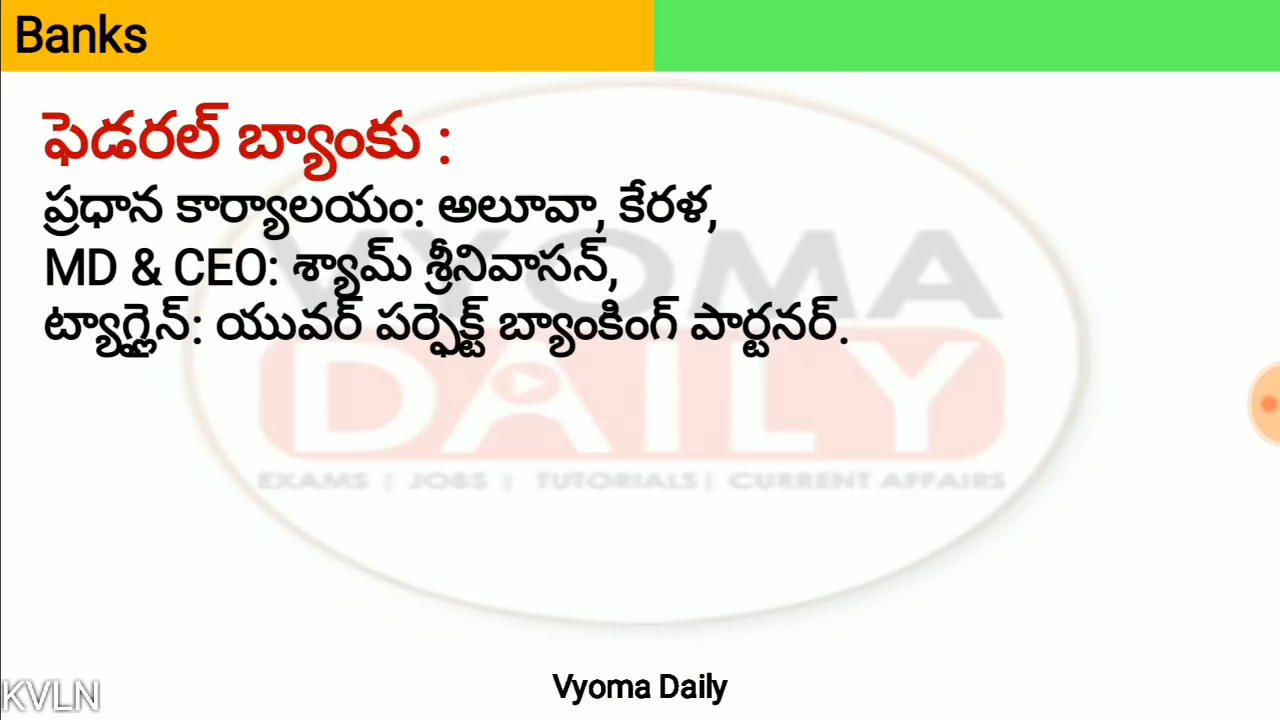 Banks
ఫెడరల్ బ్యాంకు :
ప్రధాన కార్యాలయం: అలూవా, కేరళ,
MD & CEO: శ్యామ్ శ్రీనివాసన్,
ట్యాగ్లైన్: యువర్ పర్ఫెక్ట్ బ్యాంకింగ్ పార్టనర్.
VYOMA
DAILY
EXAMS | JOBS | TUTORIALS | CURRENT AFFAIRS
Vyoma Daily
KVLN